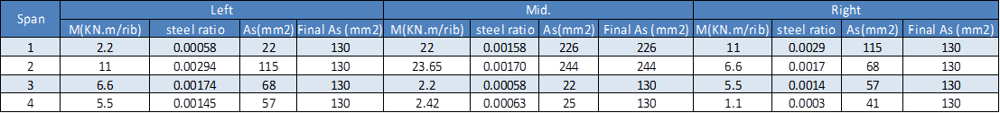 Span Left Mid. Right
M(KN.m/rib) steel ratio As(mm2) Final As (mm2) M(KN.m/rib) steel ratio As(mm2) Final As (mm2) M(KN.m/rib) steel ratio As(mm2) Final As (mm2)
1 2.2 0.00058 22 130 22 0.00158 226 226 11 0.0029 115 130
2 11 0.00294 115 130 23.65 0.00170 244 244 6.6 0.0017 68 130
3 6.6 0.00174 68 130 2.2 0.00058 22 130 5.5 0.0014 57 130
4 5.5 0.00145 57 130 2.42 0.00063 25 130 1.1 0.0003 41 130